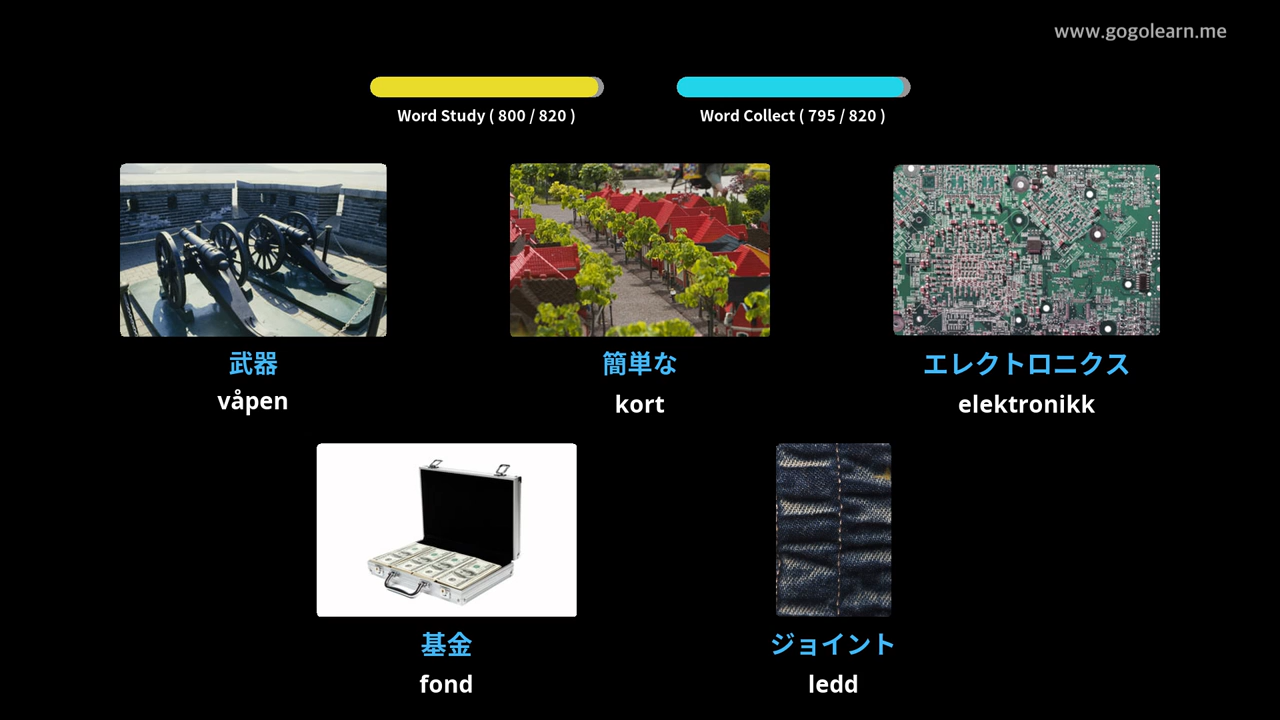 www.gogolearn.me
Word Study ( 800 / 820 )
Word Collect ( 795 / 820 )
武器
våpen
簡単な
kort
エレクトロニクス
elektronikk
基金
fond
ジョイント
ledd